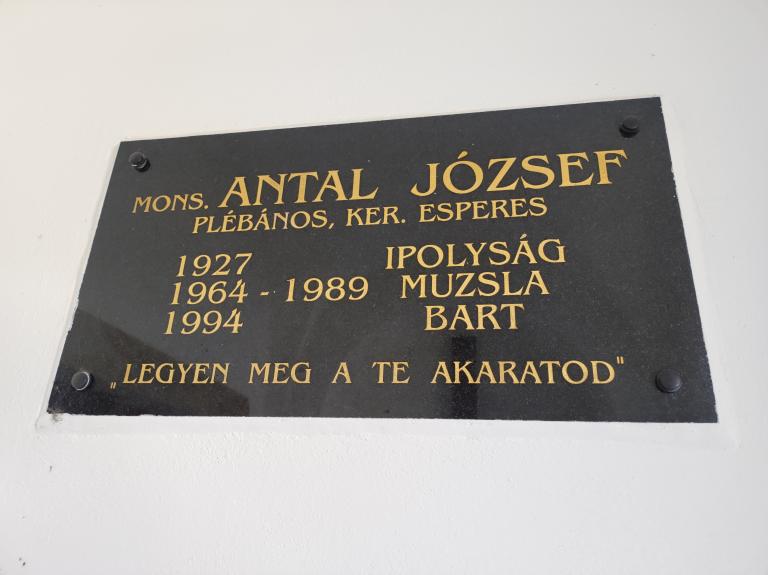 MONS. ANTAL JÓZSEF
PLÉBÁNOS, KER. ESPERES
1927 IPOLYSÁG
1964 - 1989 MUZSLA
1994 BART
„LEGYEN MEG A TE AKARATOD"